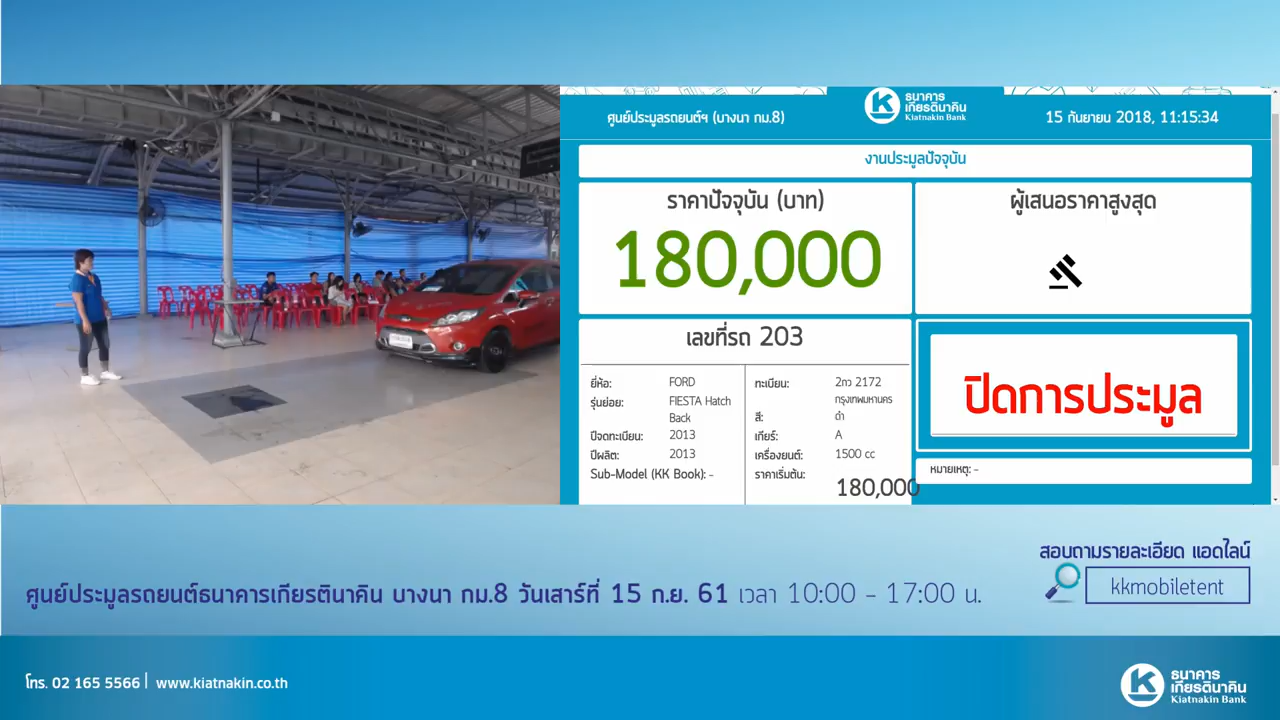 ศูนย์ประมูลรถยนต์ฯ (บางนา กม.8)
ธนาคาร
เกียรตินาคิน
Kiatnakin Bank
15 กันยายน 2018, 11:15:34
งานประมูลปัจจุบัน
ราคาปัจจุบัน (บาท)
180,000
ผู้เสนอราคาสูงสุด
เลขที่รถ 203
ยี่ห้อ: FORD
รุ่นย่อย: FIESTA Hatch
Back
ปีจดทะเบียน: 2013
ปีผลิต: 2013
Sub-Model (KK Book): -
ทะเบียน: 2กว 2172
กรุงเทพมหานคร
สี: ดำ
เกียร์: A
เครื่องยนต์: 1500 cc
ราคาเริ่มต้น: 180,000
ปิดการประมูล
หมายเหตุ: -
สอบถามรายละเอียด แอดไลน์
kkmobiletent
ศูนย์ประมูลรถยนต์ธนาคารเกียรตินาคิน บางนา กม.8 วันเสาร์ที่ 15 ก.ย. 61 เวลา 10:00 - 17:00 น.
โทร. 02 165 5566 | www.kiatnakin.co.th
ธนาคาร
เกียรตินาคิน
Kiatnakin Bank